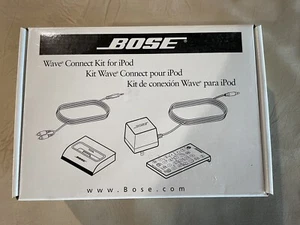 BOSE
Wave® Connect Kit for iPod
Kit Wave® Connect pour iPod
Kit de conexión Wave® para iPod
www.Bose.com